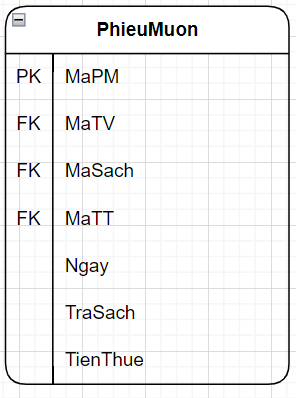 PhieuMuon
PK MaPM
FK MaTV
FK MaSach
FK MaTT
Ngay
TraSach
TienThue